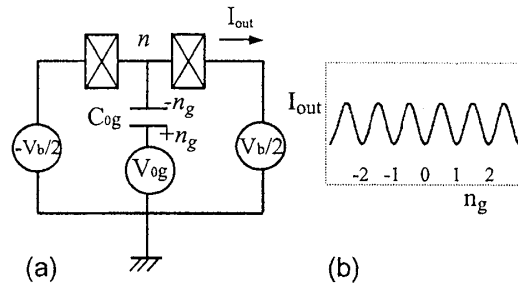 n
I_out
-n_g
C_0g
+n_g
-V_b/2
V_0g
V_b/2
(a)
I_out
-2 -1 0 1 2
n_g
(b)